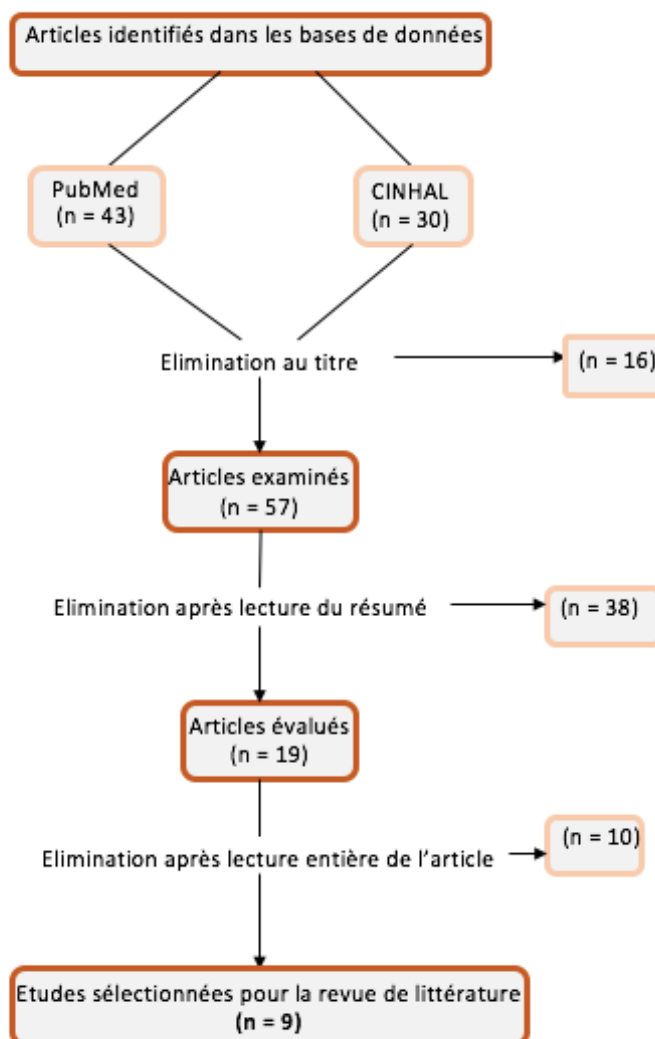 Articles identifiés dans les bases de données
PubMed
(n = 43)
CINHAL
(n = 30)
Elimination au titre
(n = 16)
Articles examinés
(n = 57)
Elimination après lecture du résumé
(n = 38)
Articles évalués
(n = 19)
Elimination après lecture entière de l'article
(n = 10)
Etudes sélectionnées pour la revue de littérature
(n = 9)